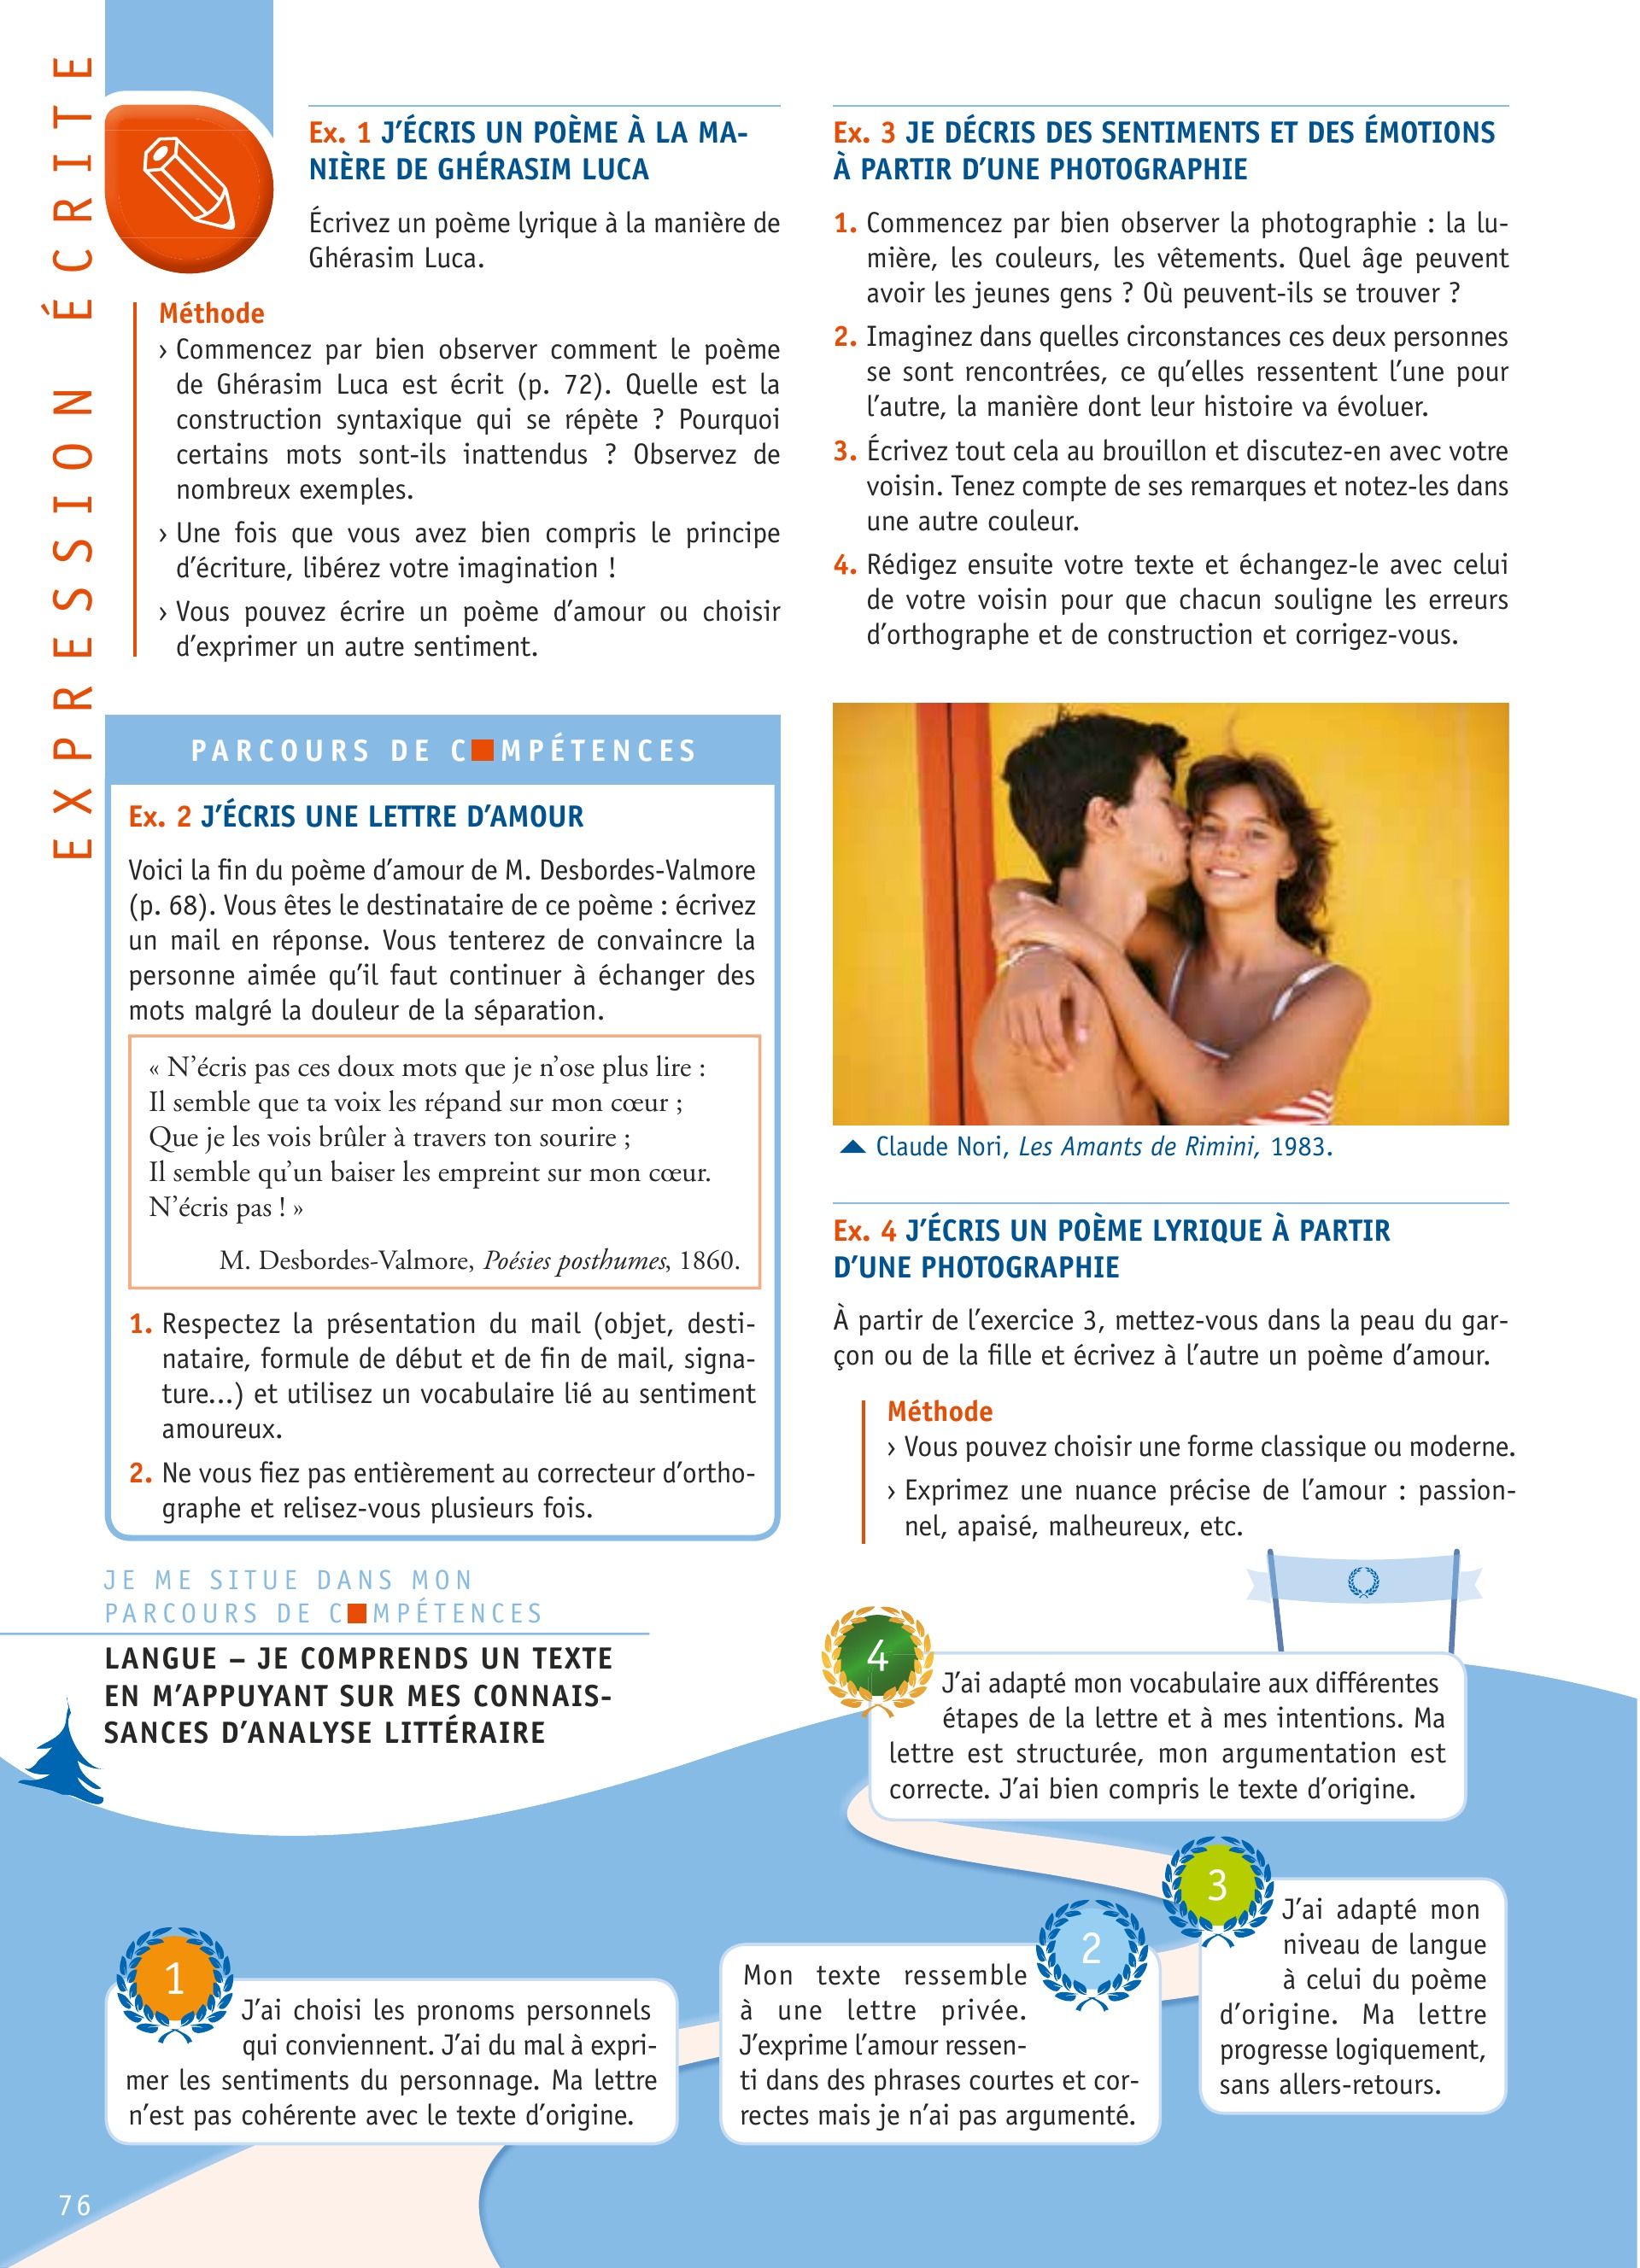 EXPRESSION ÉCRITE
Ex. 1 J'ÉCRIS UN POÈME À LA MA-
NIÈRE DE GHÉRASIM LUCA
Écrivez un poème lyrique à la manière de
Ghérasim Luca.
Méthode
› Commencez par bien observer comment le poème
de Ghérasim Luca est écrit (p. 72). Quelle est la
construction syntaxique qui se répète ? Pourquoi
certains mots sont-ils inattendus ? Observez de
nombreux exemples.
› Une fois que vous avez bien compris le principe
d'écriture, libérez votre imagination !
› Vous pouvez écrire un poème d'amour ou choisir
d'exprimer un autre sentiment.
PARCOURS DE C■MPÉTENCES
Ex. 2 J'ÉCRIS UNE LETTRE D'AMOUR
Voici la fin du poème d'amour de M. Desbordes-Valmore
(p. 68). Vous êtes le destinataire de ce poème : écrivez
un mail en réponse. Vous tenterez de convaincre la
personne aimée qu'il faut continuer à échanger des
mots malgré la douleur de la séparation.
« N'écris pas ces doux mots que je n'ose plus lire :
Il semble que ta voix les répand sur mon cœur ;
Que je les vois brûler à travers ton sourire ;
Il semble qu'un baiser les empreint sur mon cœur.
N'écris pas ! »
M. Desbordes-Valmore, Poésies posthumes, 1860.
1. Respectez la présentation du mail (objet, desti-
nataire, formule de début et de fin de mail, signa-
ture...) et utilisez un vocabulaire lié au sentiment
amoureux.
2. Ne vous fiez pas entièrement au correcteur d'ortho-
graphe et relisez-vous plusieurs fois.
Ex. 3 JE DÉCRIS DES SENTIMENTS ET DES ÉMOTIONS
À PARTIR D'UNE PHOTOGRAPHIE
1. Commencez par bien observer la photographie : la lu-
mière, les couleurs, les vêtements. Quel âge peuvent
avoir les jeunes gens ? Où peuvent-ils se trouver ?
2. Imaginez dans quelles circonstances ces deux personnes
se sont rencontrées, ce qu'elles ressentent l'une pour
l'autre, la manière dont leur histoire va évoluer.
3. Écrivez tout cela au brouillon et discutez-en avec votre
voisin. Tenez compte de ses remarques et notez-les dans
une autre couleur.
4. Rédigez ensuite votre texte et échangez-le avec celui
de votre voisin pour que chacun souligne les erreurs
d'orthographe et de construction et corrigez-vous.
Claude Nori, Les Amants de Rimini, 1983.
Ex. 4 J'ÉCRIS UN POÈME LYRIQUE À PARTIR
D'UNE PHOTOGRAPHIE
À partir de l'exercice 3, mettez-vous dans la peau du gar-
çon ou de la fille et écrivez à l'autre un poème d'amour.
Méthode
› Vous pouvez choisir une forme classique ou moderne.
› Exprimez une nuance précise de l'amour : passion-
nel, apaisé, malheureux, etc.
JE ME SITUE DANS MON
PARCOURS DE C■MPÉTENCES
LANGUE – JE COMPRENDS UN TEXTE
EN M'APPUYANT SUR MES CONNAIS-
SANCES D'ANALYSE LITTÉRAIRE
1
J'ai choisi les pronoms personnels
qui conviennent. J'ai du mal à expri-
mer les sentiments du personnage. Ma lettre
n'est pas cohérente avec le texte d'origine.
2
Mon texte ressemble
à une lettre privée.
J'exprime l'amour ressen-
ti dans des phrases courtes et cor-
rectes mais je n'ai pas argumenté.
3
J'ai adapté mon
niveau de langue
à celui du poème
d'origine. Ma lettre
progresse logiquement,
sans allers-retours.
4
J'ai adapté mon vocabulaire aux différentes
étapes de la lettre et à mes intentions. Ma
lettre est structurée, mon argumentation est
correcte. J'ai bien compris le texte d'origine.
76